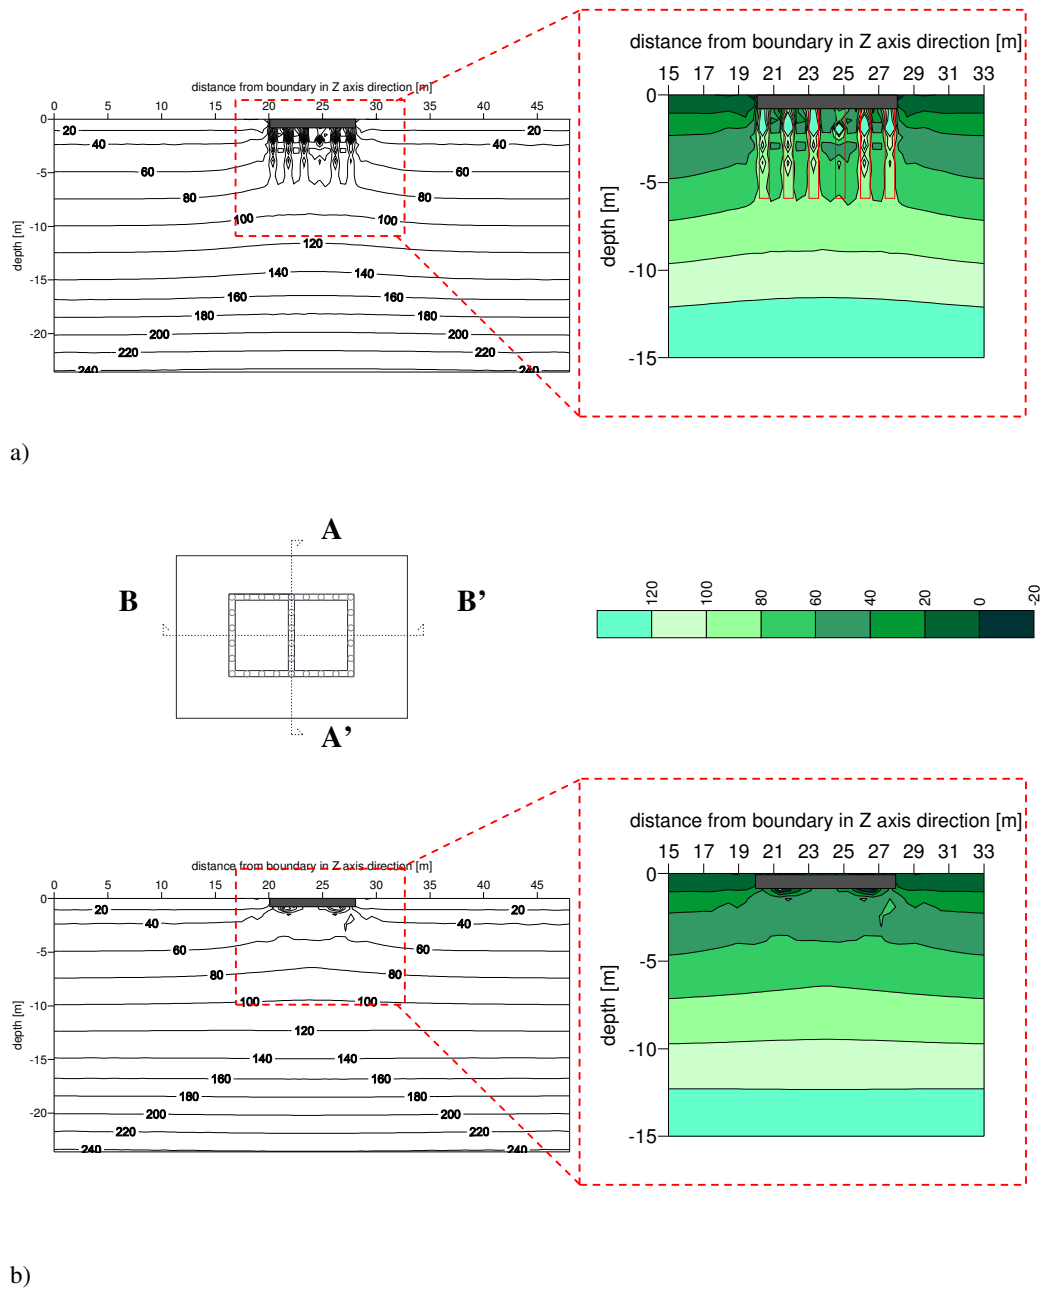 distance from boundary in Z axis direction [m]
15 17 19 21 23 25 27 29 31 33
0
-5
-10
-15
depth [m]
distance from boundary in Z axis direction [m]
0 5 10 15 20 25 30 35 40 45
0
-5
-10
-15
-20
depth [m]
20 20
40 40
60 60
80 80
100 100
120
140 140
160 160
180 180
200 200
220 220
240 240
a)
A
B B’
A’
120 100 80 60 40 20 0 -20
distance from boundary in Z axis direction [m]
15 17 19 21 23 25 27 29 31 33
0
-5
-10
-15
depth [m]
distance from boundary in Z axis direction [m]
0 5 10 15 20 25 30 35 40 45
0
-5
-10
-15
-20
depth [m]
20 20
40 40
60 60
80 80
100 100
120
140 140
160 160
180 180
200 200
220 220
240 240
b)